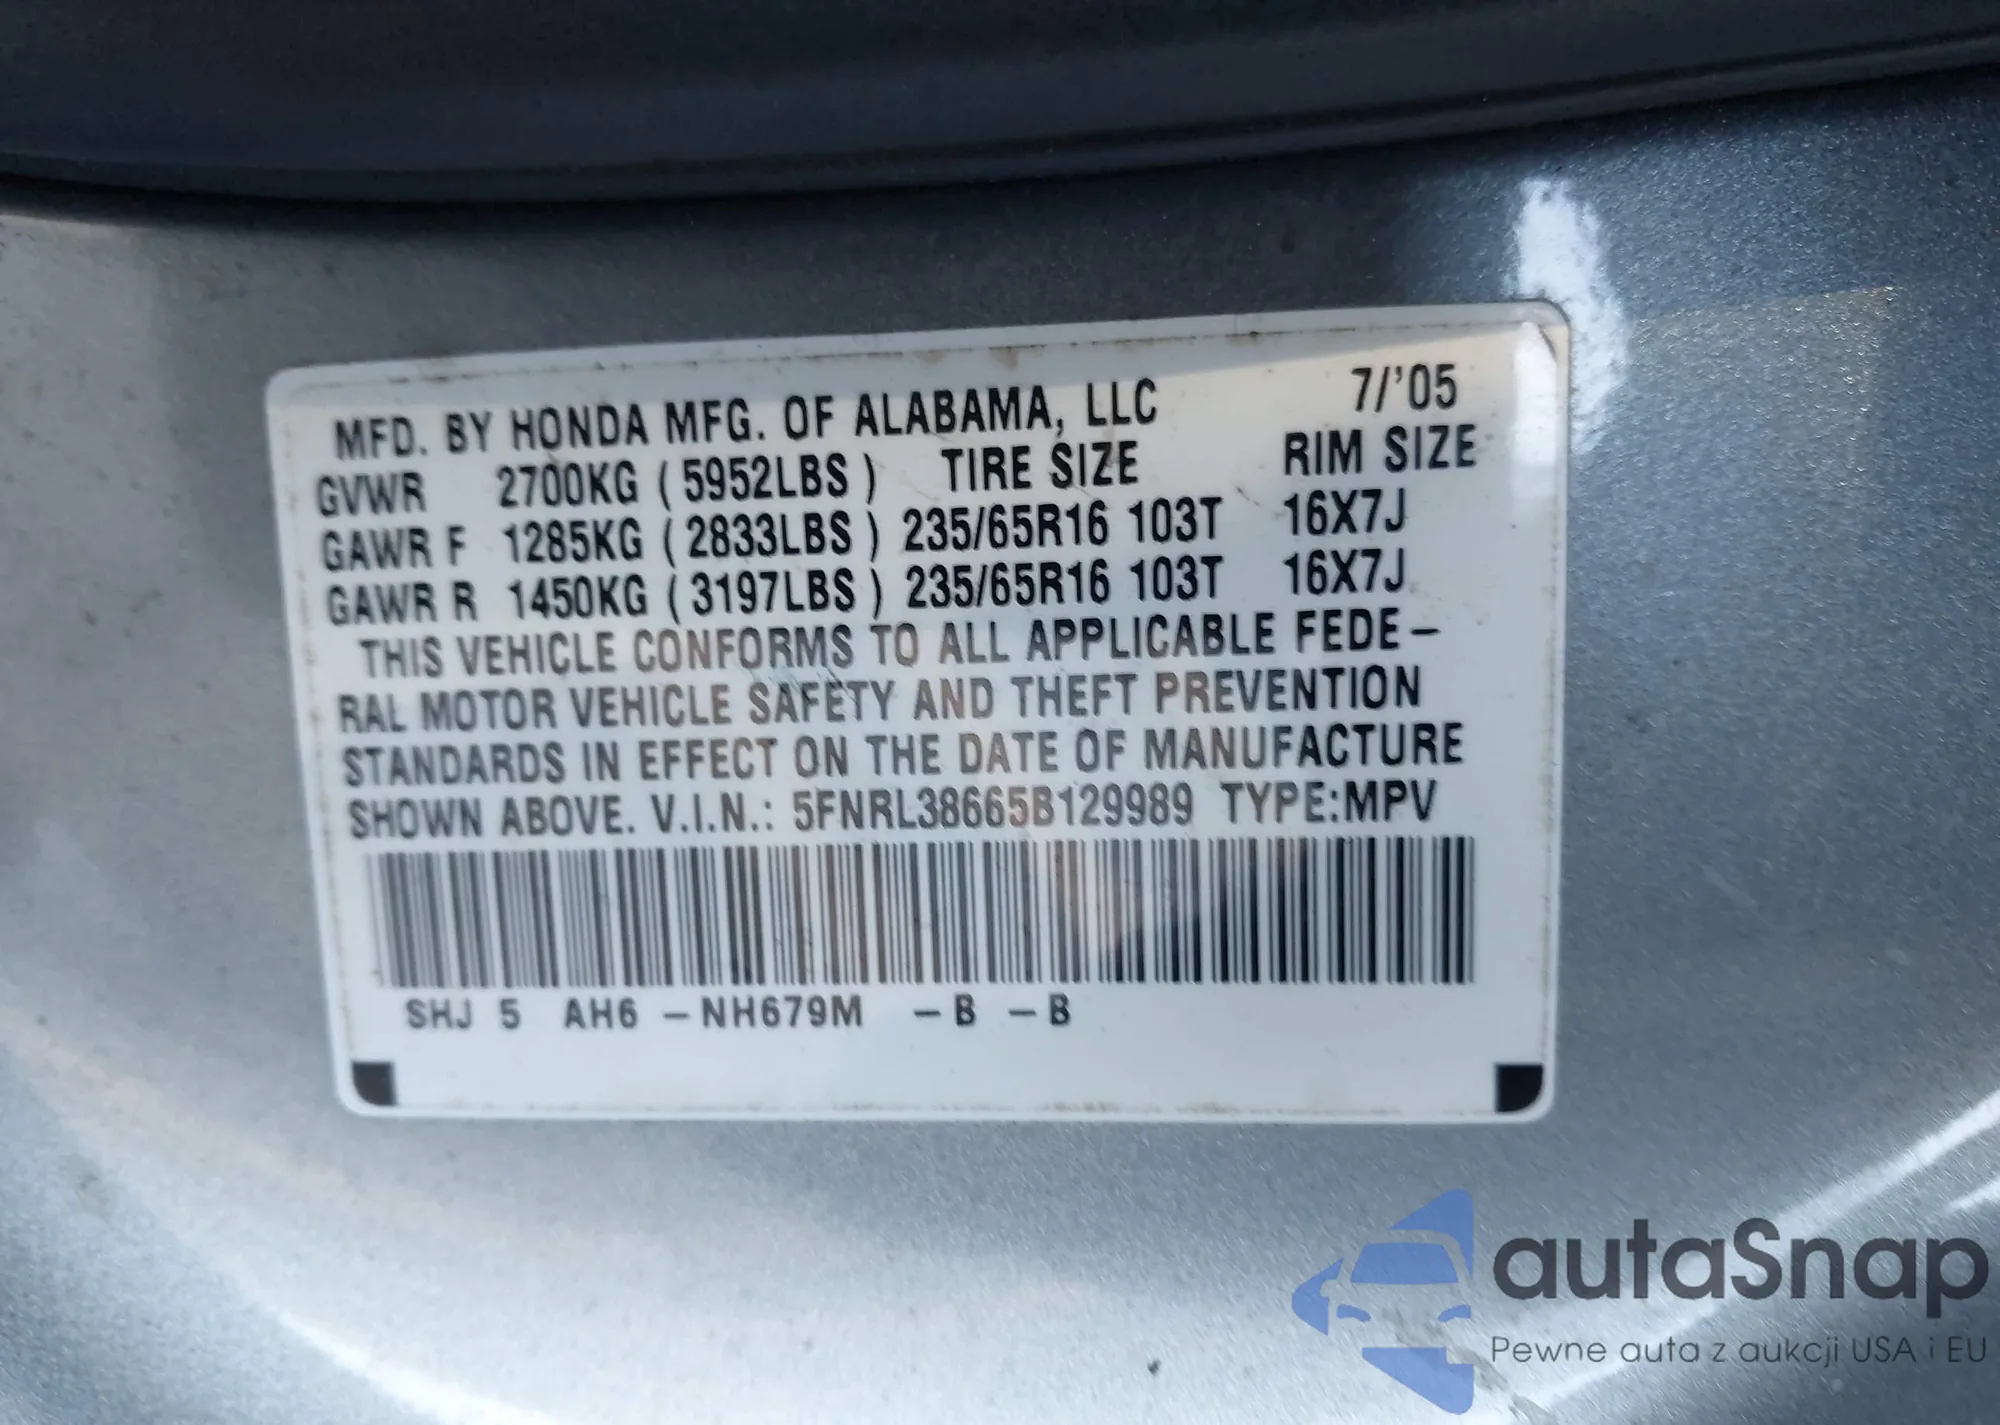 MFD. BY HONDA MFG. OF ALABAMA, LLC 7/'05
GVWR 2700KG (5952LBS) TIRE SIZE RIM SIZE
GAWR F 1285KG (2833LBS) 235/65R16 103T 16X7J
GAWR R 1450KG (3197LBS) 235/65R16 103T 16X7J
THIS VEHICLE CONFORMS TO ALL APPLICABLE FEDE–
RAL MOTOR VEHICLE SAFETY AND THEFT PREVENTION
STANDARDS IN EFFECT ON THE DATE OF MANUFACTURE
SHOWN ABOVE. V.I.N.: 5FNRL38665B129989 TYPE:MPV
SHJ 5 AH6 –NH679M –B –B
autaSnap
Pewne auta z aukcji USA i EU